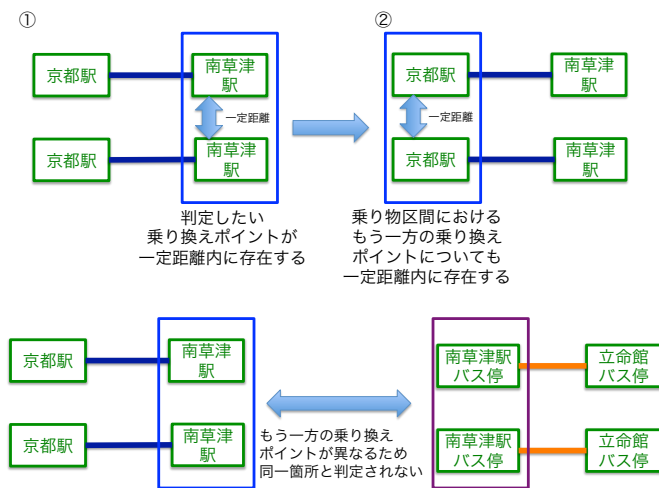 ①
京都駅
南草津
駅
一定距離
京都駅
南草津
駅
判定したい
乗り換えポイントが
一定距離内に存在する
②
京都駅
南草津
駅
一定距離
京都駅
南草津
駅
乗り物区間における
もう一方の乗り換え
ポイントについても
一定距離内に存在する
京都駅
南草津
駅
京都駅
南草津
駅
もう一方の乗り換え
ポイントが異なるため
同一箇所と判定されない
南草津駅
バス停
立命館
バス停
南草津駅
バス停
立命館
バス停